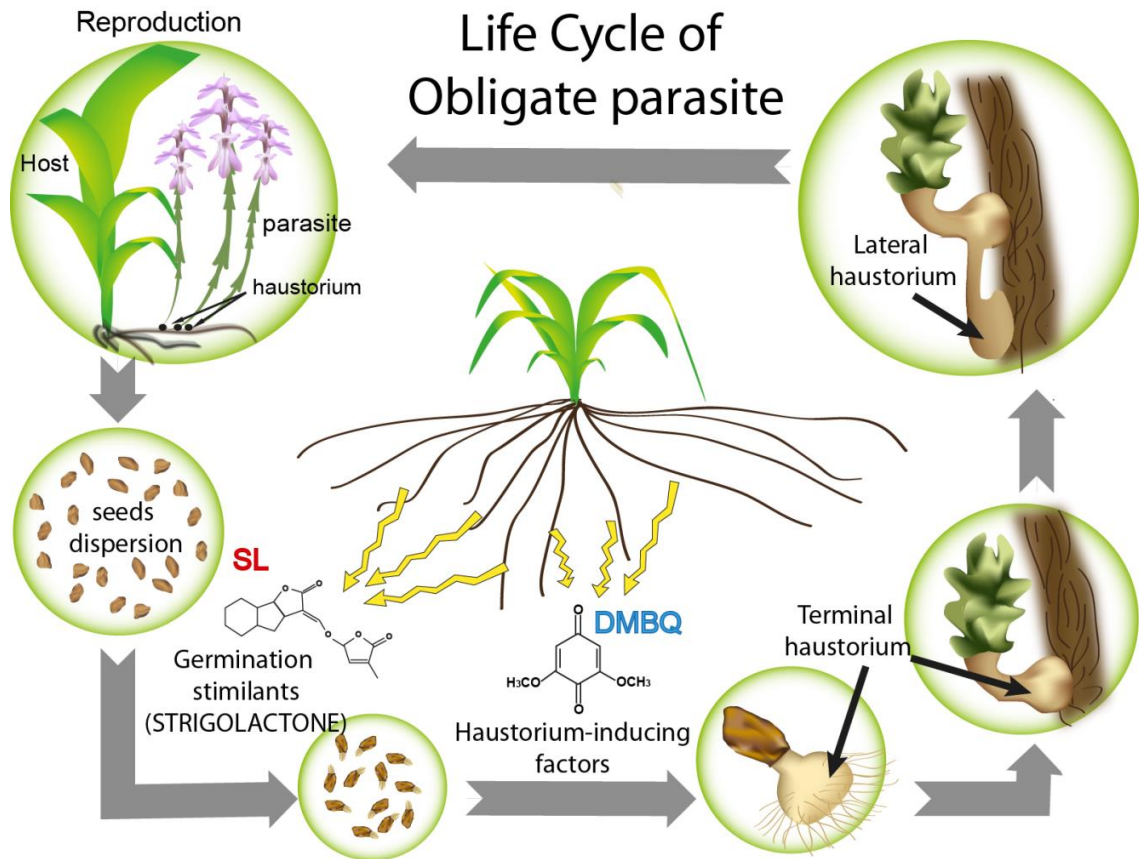 Reproduction
Life Cycle of
Obligate parasite
Host
parasite
haustorium
Lateral
haustorium
seeds
dispersion
SL
Germination
stimilants
(STRIGOLACTONE)
O
O
O
O
O
DMBQ
O
H₃CO
OCH₃
O
Haustorium-inducing
factors
Terminal
haustorium